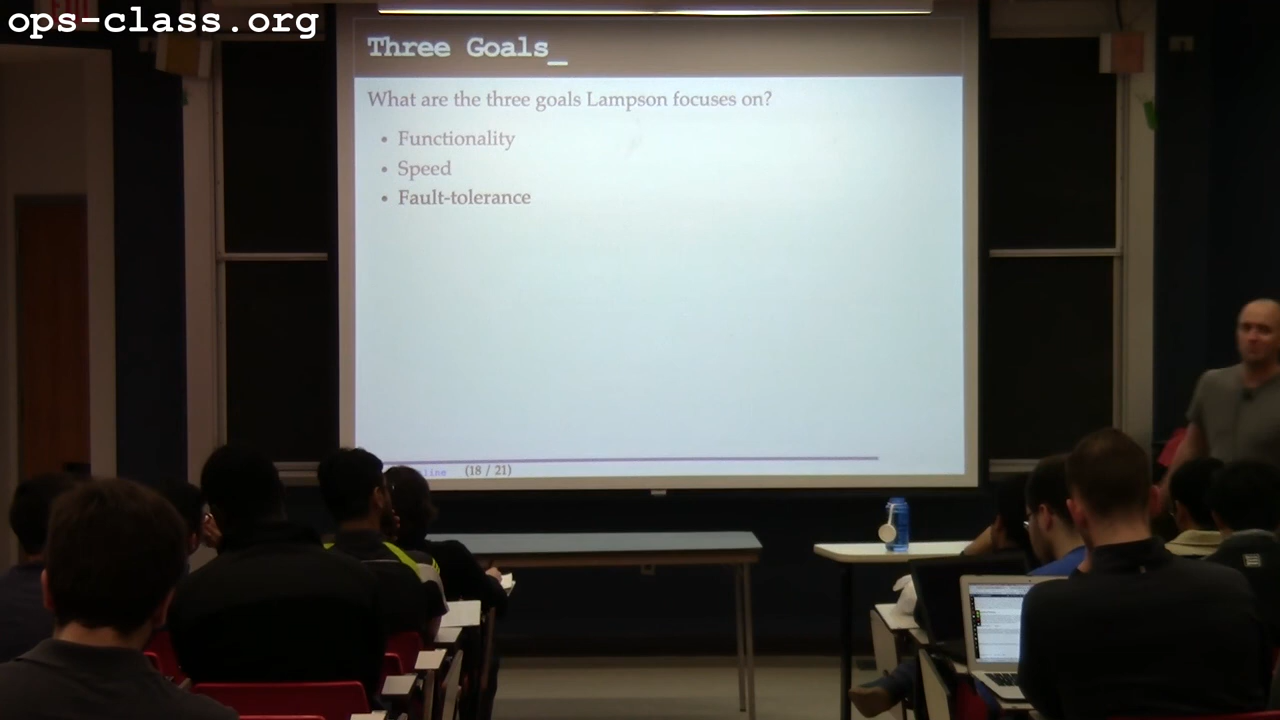 ops-class.org
Three Goals_
What are the three goals Lampson focuses on?
• Functionality
• Speed
• Fault-tolerance
(18 / 21)